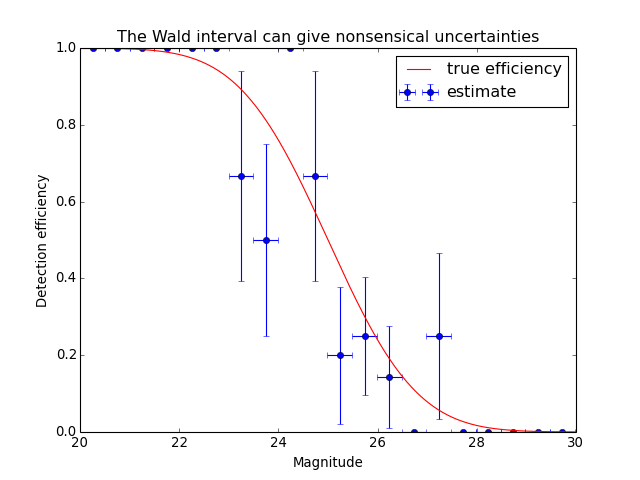 The Wald interval can give nonsensical uncertainties
1.0
0.8
0.6
0.4
0.2
0.0
Detection efficiency
true efficiency
estimate
20
22
24
26
28
30
Magnitude